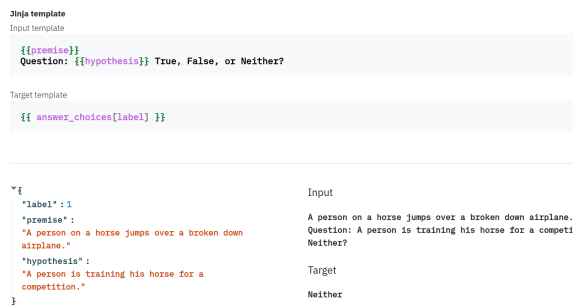 Jinja template
Input template
{{premise}}
Question: {{hypothesis}} True, False, or Neither?
Target template
{{ answer_choices[label] }}
{
"label" : 1
"premise" :
"A person on a horse jumps over a broken down
airplane."
"hypothesis" :
"A person is training his horse for a
competition."
}
Input
A person on a horse jumps over a broken down airplane.
Question: A person is training his horse for a competi
Neither?
Target
Neither